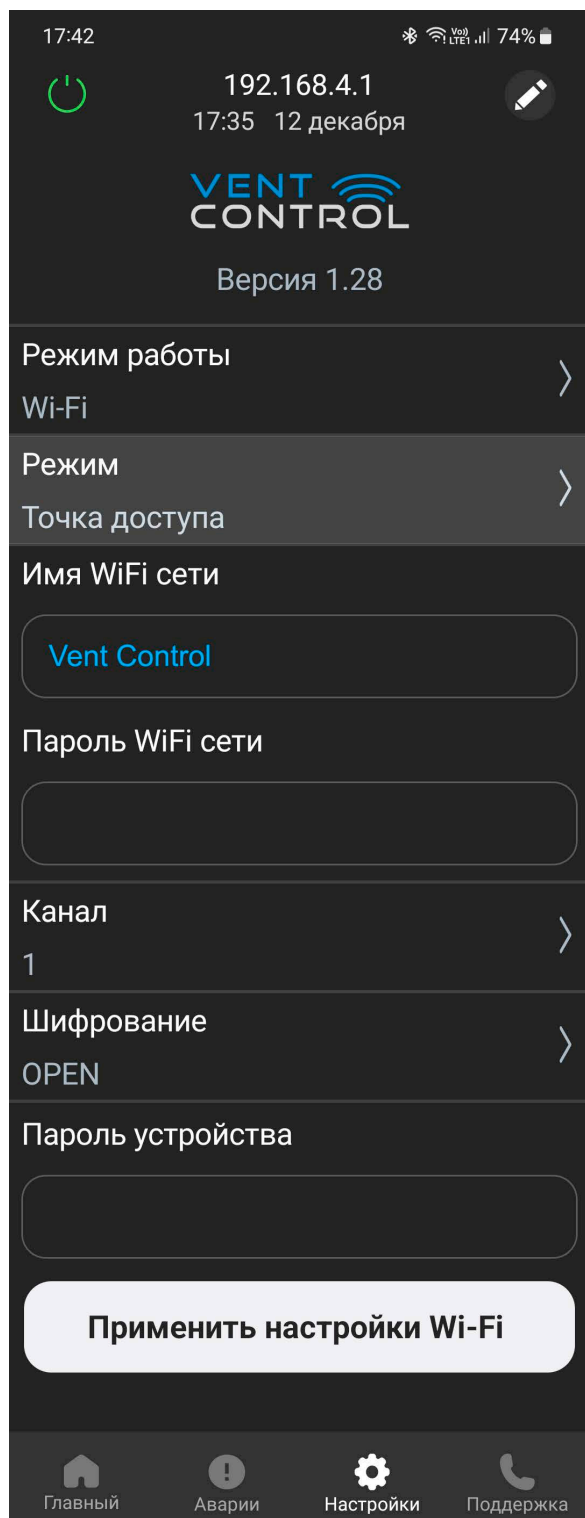 17:42 Vo)) LTE1 74%
192.168.4.1
17:35 12 декабря
VENT
CONTROL
Версия 1.28
Режим работы
Wi-Fi
Режим
Точка доступа
Имя WiFi сети
Vent Control
Пароль WiFi сети
Канал
1
Шифрование
OPEN
Пароль устройства
Применить настройки Wi-Fi
Главный Аварии Настройки Поддержка